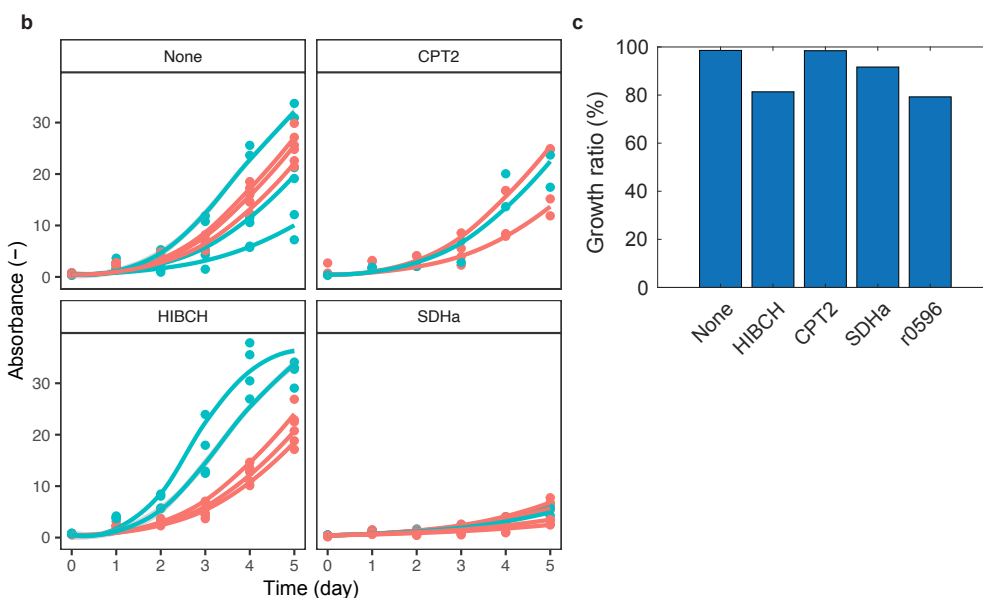 b
None
CPT2
Absorbance (−)
30
20
10
0
HIBCH
SDHa
30
20
10
0
0 1 2 3 4 5
0 1 2 3 4 5
Time (day)
c
Growth ratio (%)
100
80
60
40
20
0
None
HIBCH
CPT2
SDHa
r0596